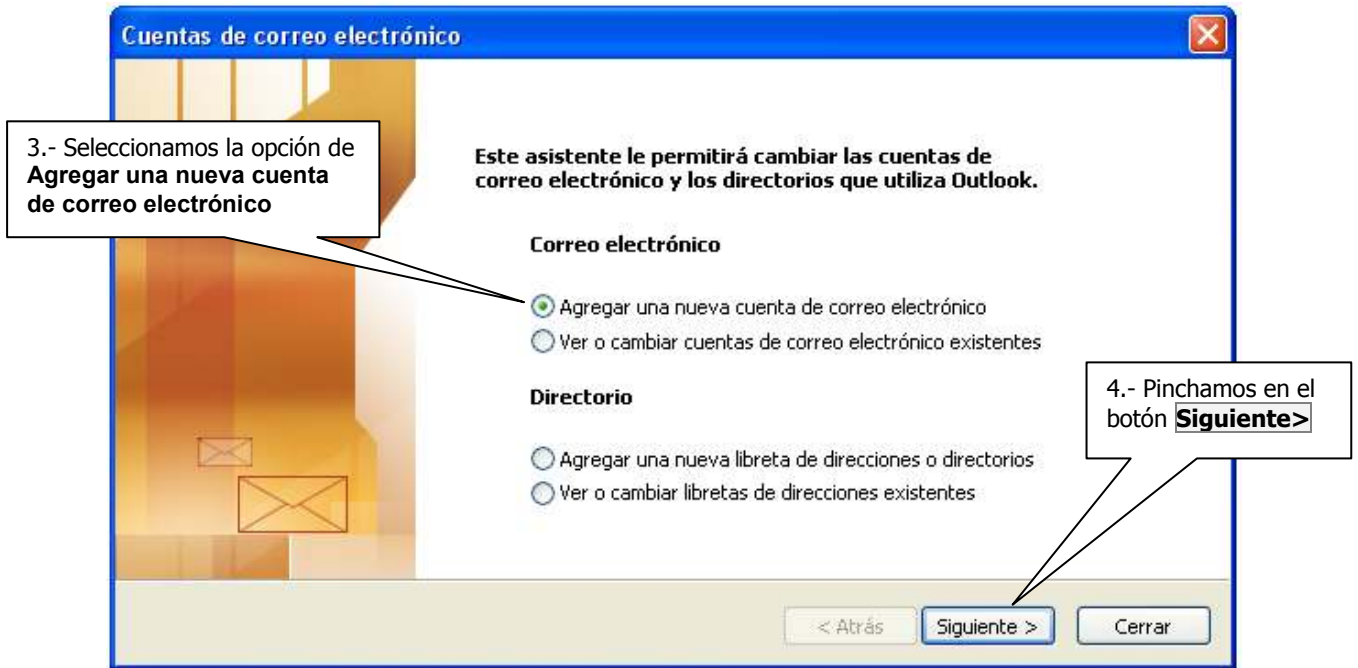 Cuentas de correo electrónico
3.- Seleccionamos la opción de
Agregar una nueva cuenta
de correo electrónico
Este asistente le permitirá cambiar las cuentas de
correo electrónico y los directorios que utiliza Outlook.
Correo electrónico
Agregar una nueva cuenta de correo electrónico
Ver o cambiar cuentas de correo electrónico existentes
Directorio
4.- Pinchamos en el
botón Siguiente>
Agregar una nueva libreta de direcciones o directorios
Ver o cambiar libretas de direcciones existentes
< Atrás
Siguiente >
Cerrar